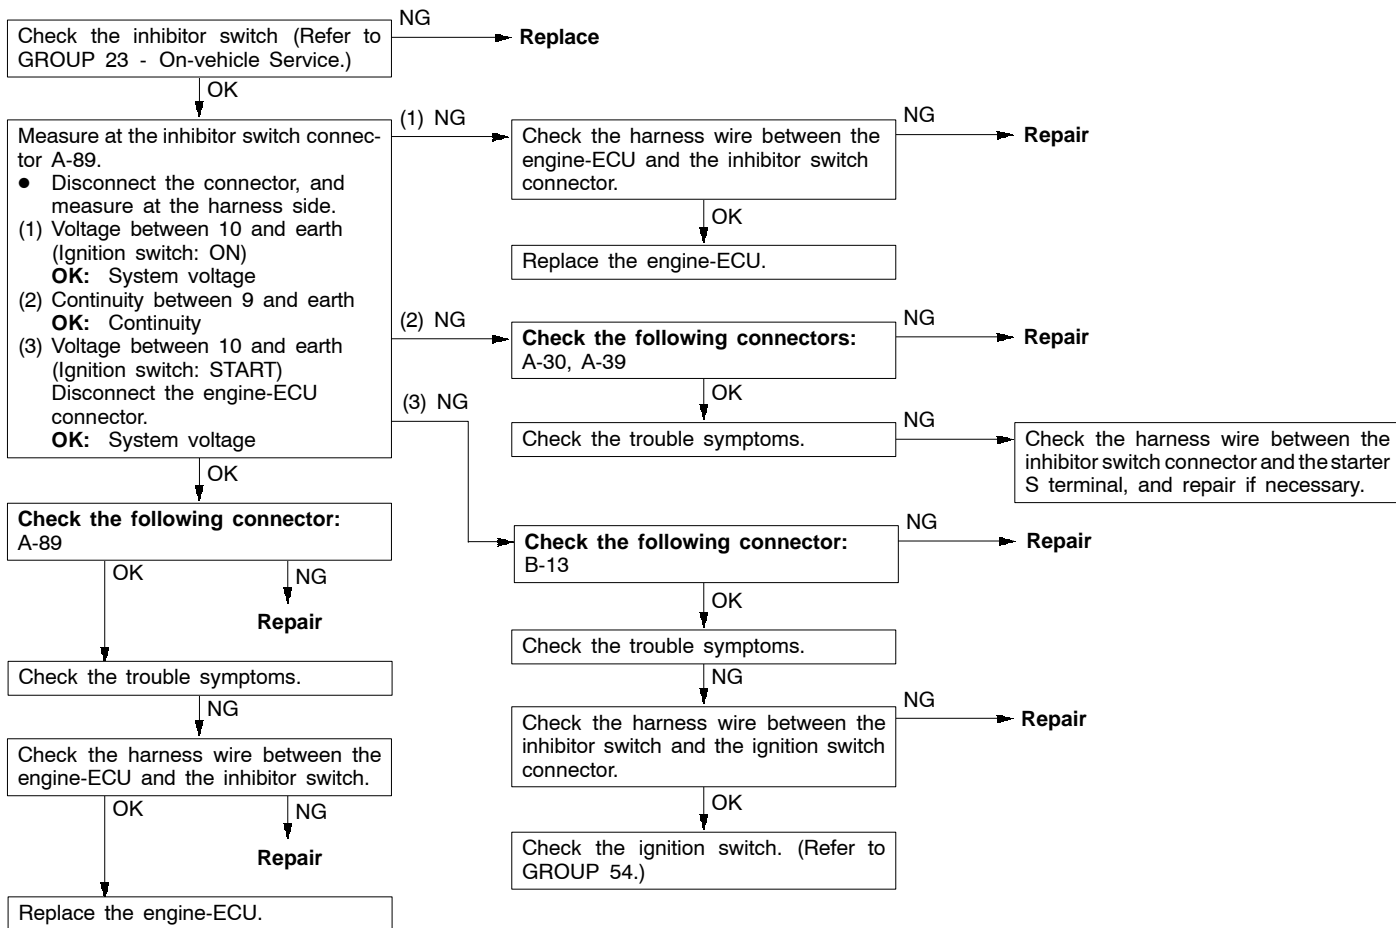 Check the inhibitor switch (Refer to
GROUP 23 - On-vehicle Service.)
NG
Replace
OK
Measure at the inhibitor switch connec-
tor A-89.
● Disconnect the connector, and
measure at the harness side.
(1) Voltage between 10 and earth
(Ignition switch: ON)
OK: System voltage
(2) Continuity between 9 and earth
OK: Continuity
(3) Voltage between 10 and earth
(Ignition switch: START)
Disconnect the engine-ECU
connector.
OK: System voltage
(1) NG
Check the harness wire between the
engine-ECU and the inhibitor switch
connector.
NG
Repair
OK
Replace the engine-ECU.
(2) NG
Check the following connectors:
A-30, A-39
NG
Repair
OK
Check the trouble symptoms.
NG
Check the harness wire between the
inhibitor switch connector and the starter
S terminal, and repair if necessary.
(3) NG
Check the following connector:
B-13
NG
Repair
OK
Check the trouble symptoms.
NG
Check the harness wire between the
inhibitor switch and the ignition switch
connector.
NG
Repair
OK
Check the ignition switch. (Refer to
GROUP 54.)
OK
Check the following connector:
A-89
OK
NG
Repair
Check the trouble symptoms.
NG
Check the harness wire between the
engine-ECU and the inhibitor switch.
OK
NG
Repair
Replace the engine-ECU.